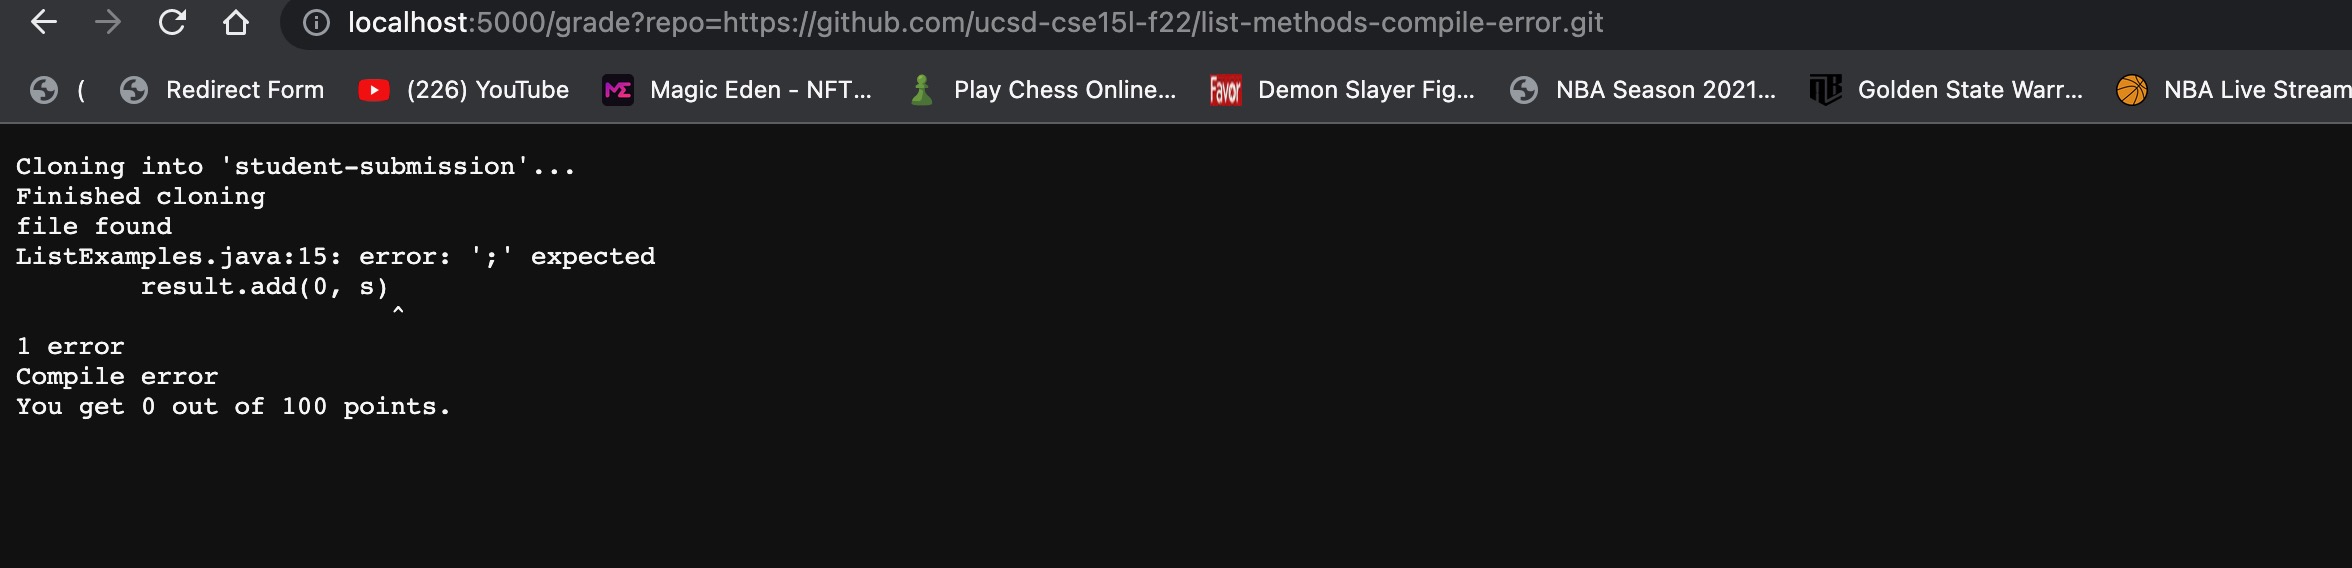 localhost:5000/grade?repo=https://github.com/ucsd-cse15l-f22/list-methods-compile-error.git
( Redirect Form (226) YouTube ME Magic Eden - NFT... Play Chess Online... Favor Demon Slayer Fig... NBA Season 2021... NB Golden State Warr... NBA Live Stream
Cloning into 'student-submission'...
Finished cloning
file found
ListExamples.java:15: error: ';' expected
        result.add(0, s)
                        ^
1 error
Compile error
You get 0 out of 100 points.